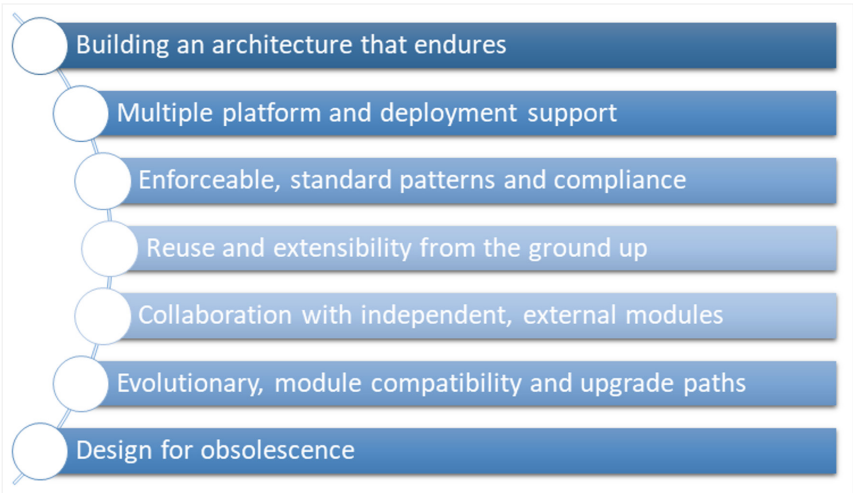 Building an architecture that endures
Multiple platform and deployment support
Enforceable, standard patterns and compliance
Reuse and extensibility from the ground up
Collaboration with independent, external modules
Evolutionary, module compatibility and upgrade paths
Design for obsolescence